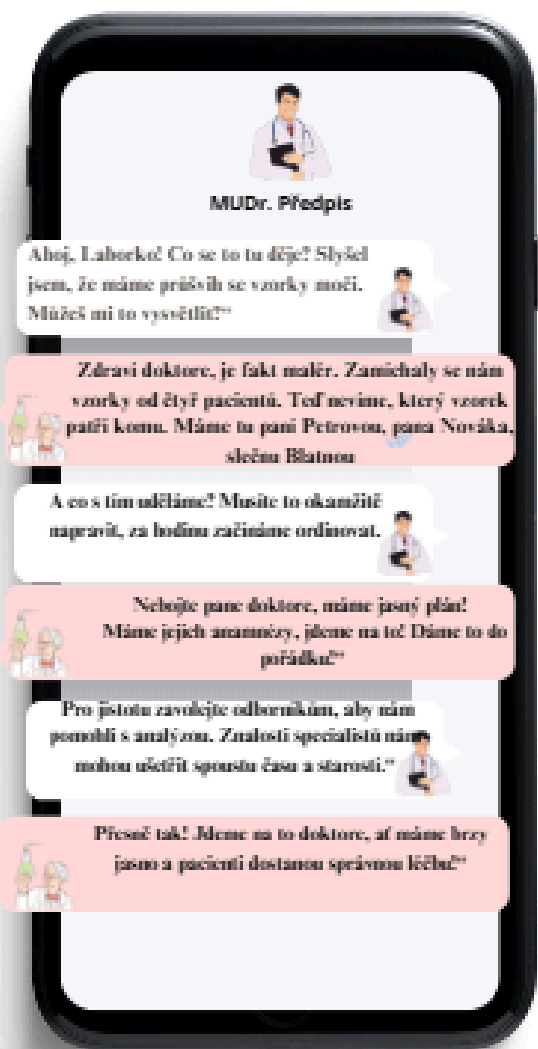 MUDr. Předpis
Ahoj, Laborko! Co se to tu děje? Slyšel
jsem, že máme průšvih se vzorky moči.
Můžeš mi to vysvětlit?“
Zdraví doktore, je fakt malér. Zamíchaly se nám
vzorky od čtyř pacientů. Teď nevíme, který vzorek
patří komu. Máme tu paní Petrovou, pana Nováka,
slečnu Blatnou
A co s tím uděláme? Musíte to okamžitě
napravit, za hodinu začínáme ordinovat.
Nebojte pane doktore, máme jasný plán!
Máme jejich anamnézy, jdeme na to! Dáme to do
pořádku!“
Pro jistotu zavolejte odborníkům, aby nám
pomohli s analýzou. Znalosti specialistů nám
mohou ušetřit spoustu času a starostí.“
Přesně tak! Jdeme na to doktore, ať máme brzy
jasno a pacienti dostanou správnou léčbu!“